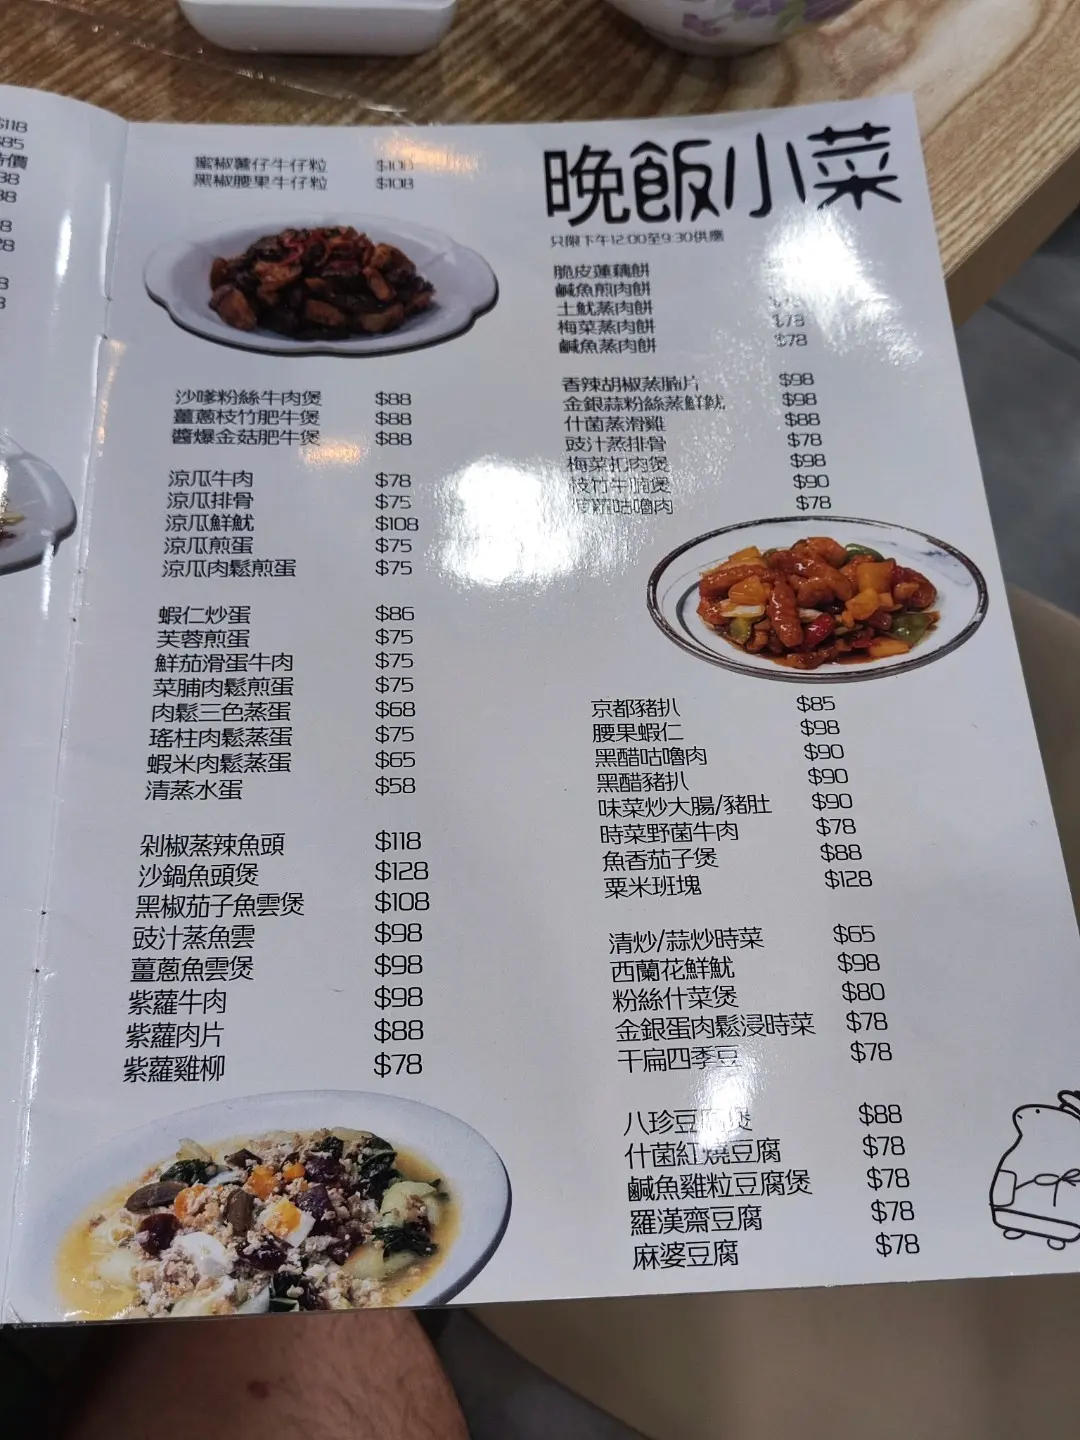 $118
$85
特價
$38
$38
蜜椒薯仔牛仔粒 $108
黑椒腰果牛仔粒 $108
沙嗲粉絲牛肉煲 $88
薑蔥枝竹肥牛煲 $88
醬爆金菇肥牛煲 $88
涼瓜牛肉 $78
涼瓜排骨 $75
涼瓜鮮魷 $108
涼瓜煎蛋 $75
涼瓜肉鬆煎蛋 $75
蝦仁炒蛋 $86
芙蓉煎蛋 $75
鮮茄滑蛋牛肉 $75
菜脯肉鬆煎蛋 $75
肉鬆三色蒸蛋 $68
瑤柱肉鬆蒸蛋 $75
蝦米肉鬆蒸蛋 $65
清蒸水蛋 $58
剁椒蒸辣魚頭 $118
沙鍋魚頭煲 $128
黑椒茄子魚雲煲 $108
豉汁蒸魚雲 $98
薑蔥魚雲煲 $98
紫蘿牛肉 $98
紫蘿肉片 $88
紫蘿雞柳 $78
晚飯小菜
只限下午12:00至9:30供應
脆皮蓮藕餅
鹹魚煎肉餅
土魷蒸肉餅 $78
梅菜蒸肉餅 $78
鹹魚蒸肉餅 $78
香辣胡椒蒸腩片 $98
金銀蒜粉絲蒸鮮魷 $98
什菌蒸滑雞 $88
豉汁蒸排骨 $78
梅菜扣肉煲 $98
枝竹牛腩煲 $90
菠蘿咕嚕肉 $78
京都豬扒 $85
腰果蝦仁 $98
黑醋咕嚕肉 $90
黑醋豬扒 $90
味菜炒大腸/豬肚 $90
時菜野菌牛肉 $78
魚香茄子煲 $88
粟米班塊 $128
清炒/蒜炒時菜 $65
西蘭花鮮魷 $98
粉絲什菜煲 $80
金銀蛋肉鬆浸時菜 $78
干扁四季豆 $78
八珍豆腐煲 $88
什菌紅燒豆腐 $78
鹹魚雞粒豆腐煲 $78
羅漢齋豆腐 $78
麻婆豆腐 $78